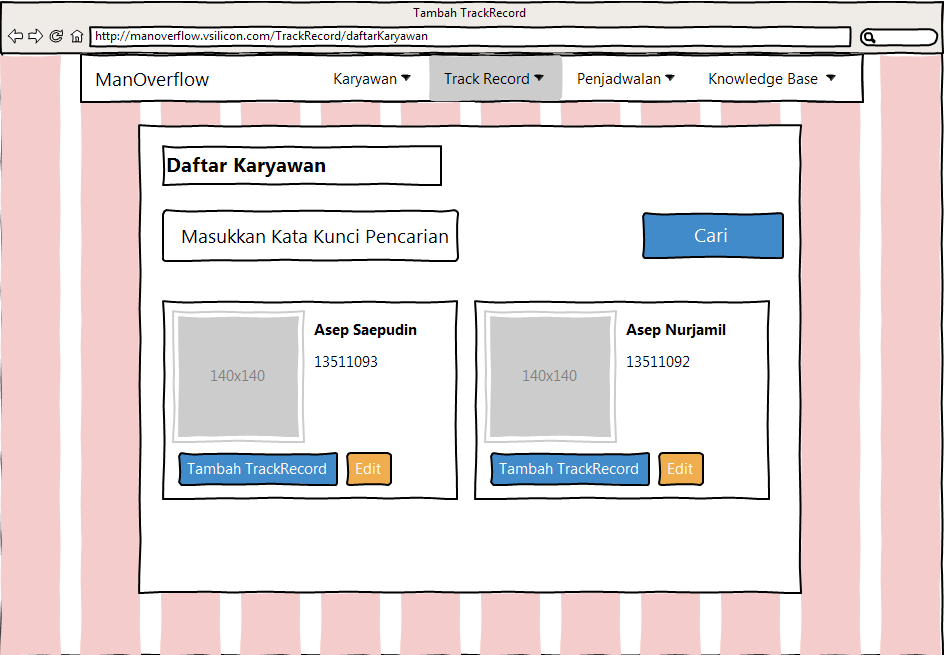 Tambah TrackRecord
http://manoverflow.vsilicon.com/TrackRecord/daftarKaryawan
ManOverflow Karyawan Track Record Penjadwalan Knowledge Base
Daftar Karyawan
Masukkan Kata Kunci Pencarian Cari
140x140
Asep Saepudin
13511093
Tambah TrackRecord Edit
140x140
Asep Nurjamil
13511092
Tambah TrackRecord Edit